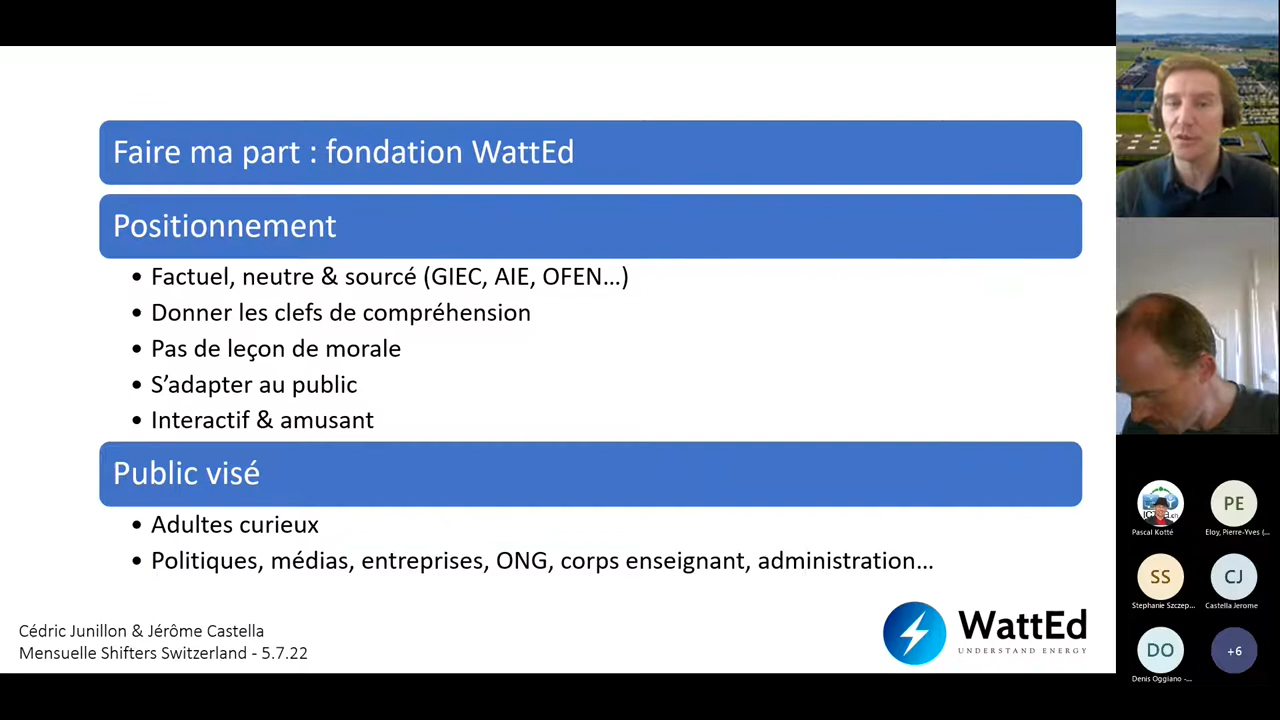 Faire ma part : fondation WattEd
Positionnement
• Factuel, neutre & sourcé (GIEC, AIE, OFEN...)
• Donner les clefs de compréhension
• Pas de leçon de morale
• S’adapter au public
• Interactif & amusant
Public visé
• Adultes curieux
• Politiques, médias, entreprises, ONG, corps enseignant, administration...
Cédric Junillon & Jérôme Castella
Mensuelle Shifters Switzerland - 5.7.22
WattEd
UNDERSTAND ENERGY
PE
Pascal Kotté
Eloy, Pierre-Yves (...
SS
CJ
Stephanie Szczep...
Castella Jerome
DO
+6
Denis Oggiano -...